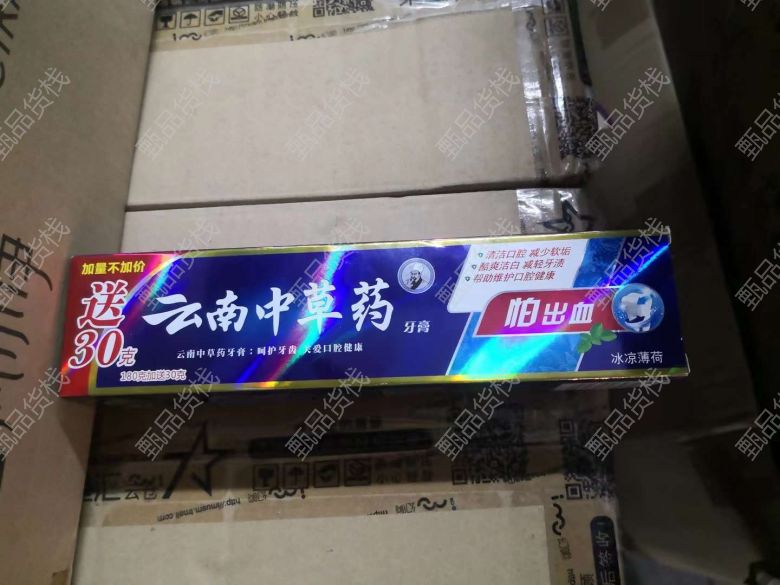 加量不加价
送
30克
180克加送30克
云南中草药
牙膏
云南中草药牙膏：呵护牙齿 关爱口腔健康
清洁口腔 减少软垢
酷爽洁白 减轻牙渍
帮助维护口腔健康
怕出血
冰凉薄荷
甄品货栈